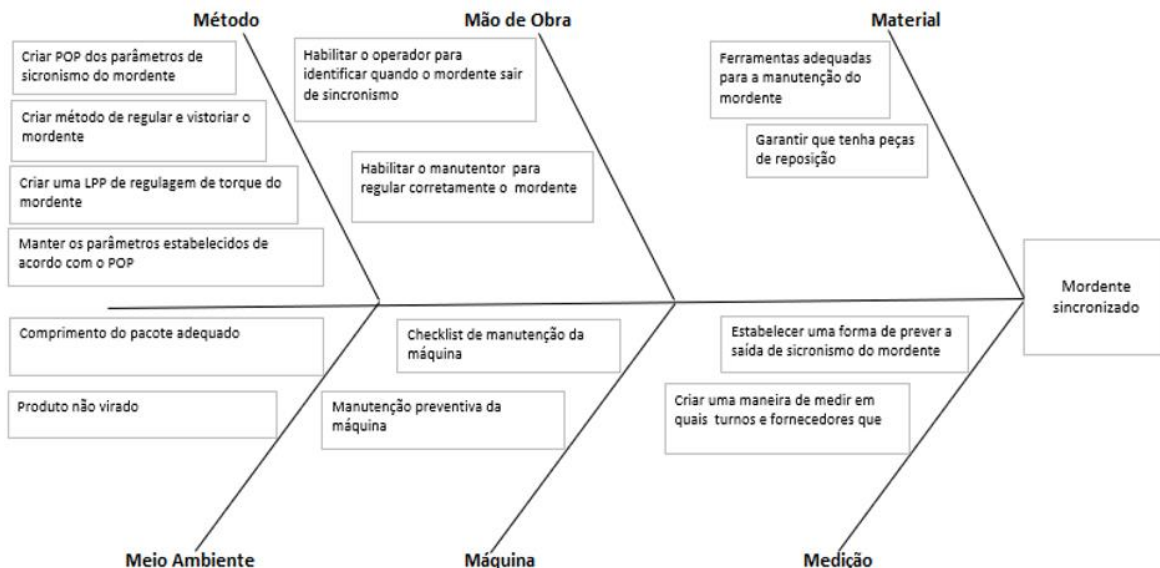 Método
Mão de Obra
Material
Criar POP dos parâmetros de
sicronismo do mordente
Criar método de regular e vistoriar o
mordente
Criar uma LPP de regulagem de torque do
mordente
Manter os parâmetros estabelecidos de
acordo com o POP
Habilitar o operador para
identificar quando o mordente sair
de sincronismo
Habilitar o manutentor para
regular corretamente o mordente
Ferramentas adequadas
para a manutenção do
mordente
Garantir que tenha peças
de reposição
Mordente
sincronizado
Comprimento do pacote adequado
Produto não virado
Checklist de manutenção da
máquina
Manutenção preventiva da
máquina
Estabelecer uma forma de prever a
saída de sicronismo do mordente
Criar uma maneira de medir em
quais turnos e fornecedores que
Meio Ambiente
Máquina
Medição